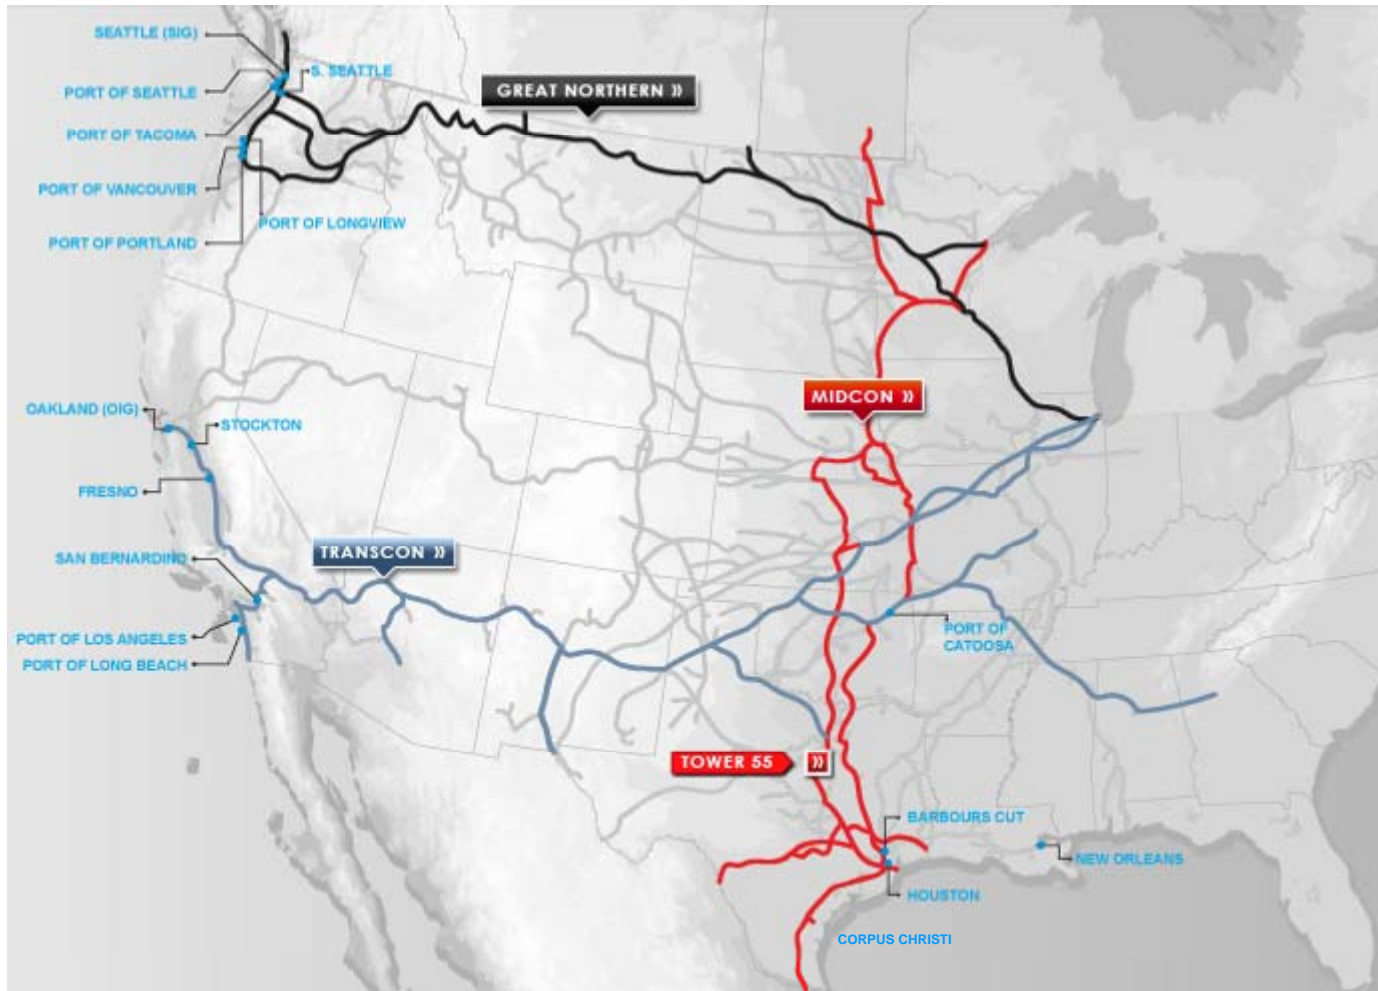 SEATTLE (SIG)
S. SEATTLE
PORT OF SEATTLE
GREAT NORTHERN »
PORT OF TACOMA
PORT OF VANCOUVER
PORT OF LONGVIEW
PORT OF PORTLAND
MIDCON »
OAKLAND (OIG)
STOCKTON
FRESNO
TRANSCON »
SAN BERNARDINO
PORT OF LOS ANGELES
PORT OF LONG BEACH
PORT OF
CATOOSA
TOWER 55 »
BARBOURS CUT
NEW ORLEANS
HOUSTON
CORPUS CHRISTI